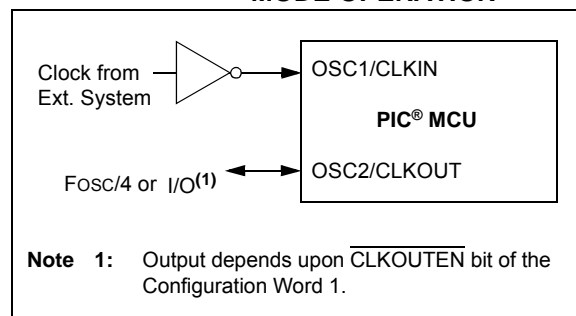 MODE OPERATION
Clock from
Ext. System
OSC1/CLKIN
PIC® MCU
FOSC/4 or I/O(1)
OSC2/CLKOUT
Note 1: Output depends upon CLKOUTEN bit of the
Configuration Word 1.